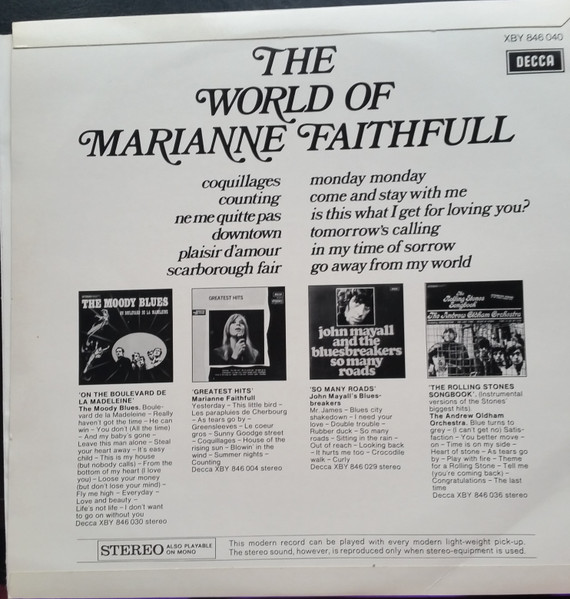 XBY 846 040
DECCA
THE
WORLD OF
MARIANNE FAITHFULL
coquillages
counting
ne me quitte pas
downtown
plaisir d'amour
scarborough fair
monday monday
come and stay with me
is this what I get for loving you?
tomorrow's calling
in my time of sorrow
go away from my world
THE MOODY BLUES
ON BOULEVARD DE LA MADELEINE
'ON THE BOULEVARD DE
LA MADELEINE'
The Moody Blues. Boule-
vard de la Madeleine – Really
haven't got the time – He can
win – You don't (All the time)
– And my baby's gone –
Leave this man alone – Steal
your heart away – It's easy
child – This is my house
(but nobody calls) – From the
bottom of my heart (I love
you) – Loose your money
(but don't lose your mind) –
Fly me high – Everyday –
Love and beauty –
Life's not life – I don't want
to go on without you
Decca XBY 846 030 stereo
GREATEST HITS
'GREATEST HITS'
Marianne Faithfull
Yesterday – This little bird –
Les parapluies de Cherbourg
– As tears go by –
Greensleeves – Le coeur
gros – Sunny Goodge street
– Coquillages – House of the
rising sun – Blowin' in the
wind – Summer nights –
Counting
Decca XBY 846 004 stereo
john mayall
and the
bluesbreakers
so many
roads
'SO MANY ROADS'
John Mayall's Blues-
breakers
Mr. James – Blues city
shakedown – I need your
love – Double trouble –
Rubber duck – So many
roads – Sitting in the rain –
Out of reach – Looking back
– It hurts me too – Crocodile
walk – Curly
Decca XBY 846 029 stereo
The
Rolling Stones
Songbook
The Andrew Oldham Orchestra
'THE ROLLING STONES
SONGBOOK'. (Instrumental
versions of the Stones'
biggest hits).
The Andrew Oldham
Orchestra. Blue turns to
grey – (I can't get no) Satis-
faction – You better move
on – Time is on my side –
Heart of stone – As tears go
by – Play with fire – Theme
for a Rolling Stone – Tell me
(you're coming back) –
Congratulations – The last
time
Decca XBY 846 036 stereo
STEREO ALSO PLAYABLE
ON MONO
This modern record can be played with every modern light-weight pick-up.
The stereo sound, however, is reproduced only when stereo-equipment is used.